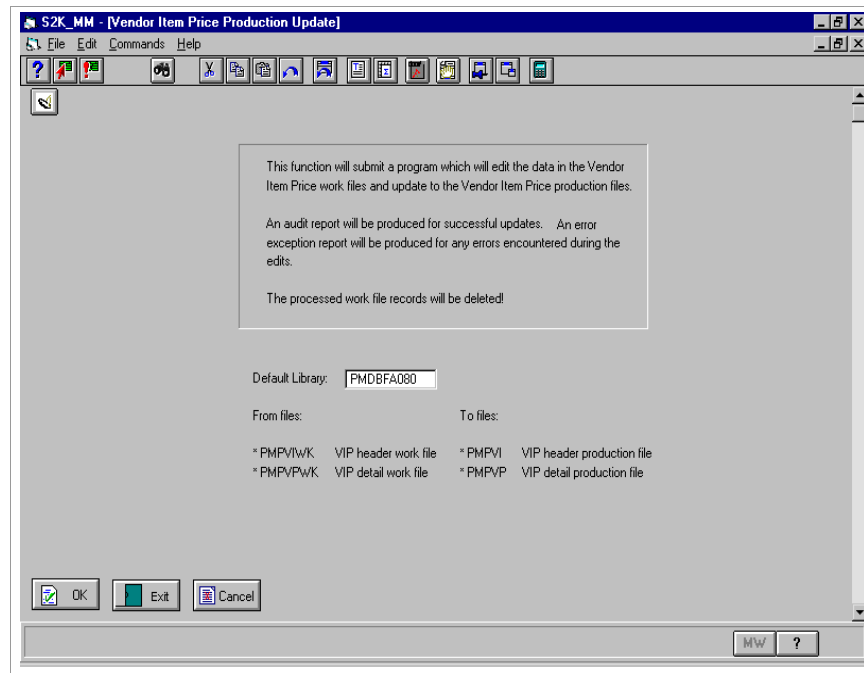 S2K_MM - [Vendor Item Price Production Update]
File Edit Commands Help
This function will submit a program which will edit the data in the Vendor
Item Price work files and update to the Vendor Item Price production files.
An audit report will be produced for successful updates. An error
exception report will be produced for any errors encountered during the
edits.
The processed work file records will be deleted!
Default Library: PMDBFA080
From files: To files:
* PMPVIWK VIP header work file * PMPVI VIP header production file
* PMPVPWK VIP detail work file * PMPVP VIP detail production file
OK Exit Cancel
MW ?